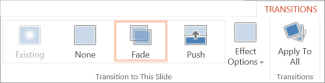 TRANSITIONS
Existing
None
Fade
Push
Effect
Options
Apply To
All
Transition to This Slide
Transitions